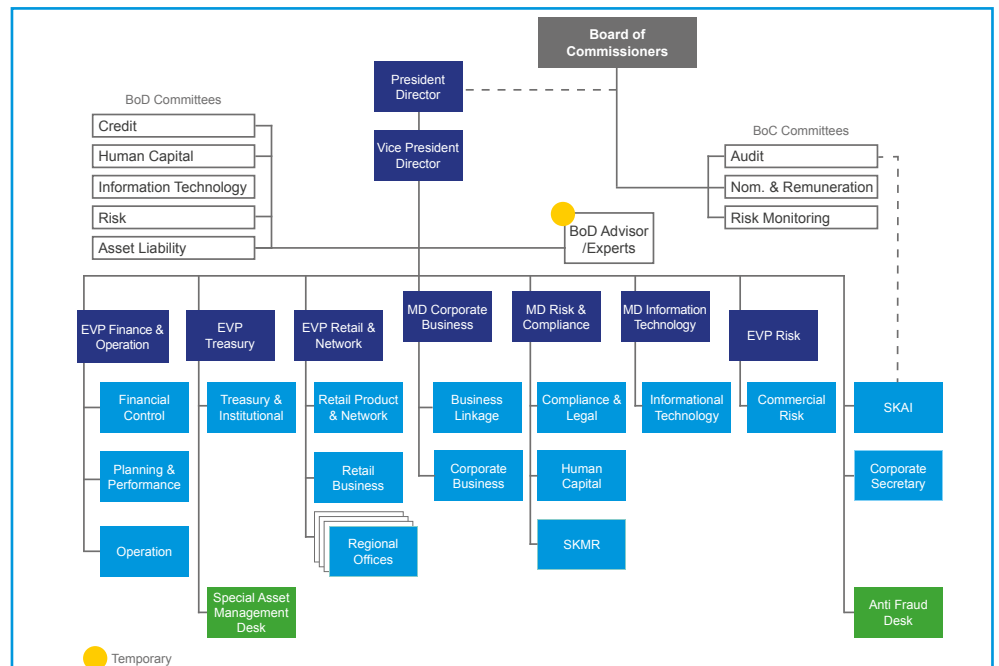 Board of
Commissioners
President
Director
BoD Committees
Credit
Human Capital
Information Technology
Risk
Asset Liability
Vice President
Director
BoC Committees
Audit
Nom. & Remuneration
Risk Monitoring
BoD Advisor
/Experts
EVP Finance &
Operation
EVP
Treasury
EVP Retail &
Network
MD Corporate
Business
MD Risk &
Compliance
MD Information
Technology
EVP Risk
Financial
Control
Treasury &
Institutional
Retail Product
& Network
Business
Linkage
Compliance &
Legal
Informational
Technology
Commercial
Risk
SKAI
Planning &
Performance
Retail
Business
Corporate
Business
Human
Capital
Corporate
Secretary
Operation
Regional
Offices
SKMR
Special Asset
Management
Desk
Anti Fraud
Desk
Temporary